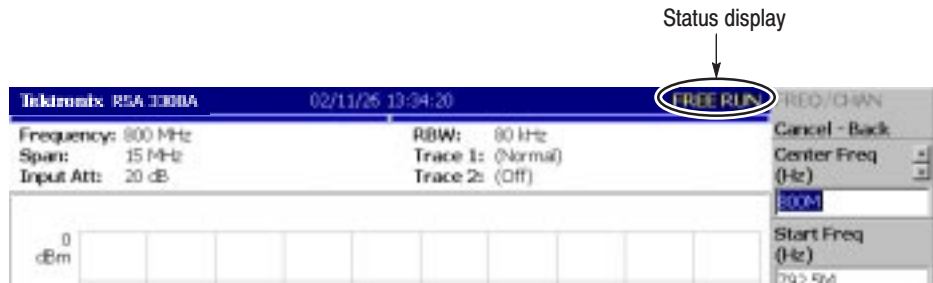 Status display
Tektronix RSA 3308A 02/11/26 13:34:20 FREE RUN FREQ/CHAN
Frequency: 800 MHz RBW: 80 kHz Cancel - Back
Span: 15 MHz Trace 1: (Normal) Center Freq
Input Att: 20 dB Trace 2: (Off) (Hz)
800M
0
dBm
Start Freq
(Hz)
792.5M